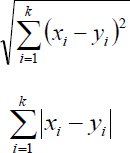 √(∑_{i=1}^{k} (x_i − y_i)^2)
∑_{i=1}^{k} |x_i − y_i|